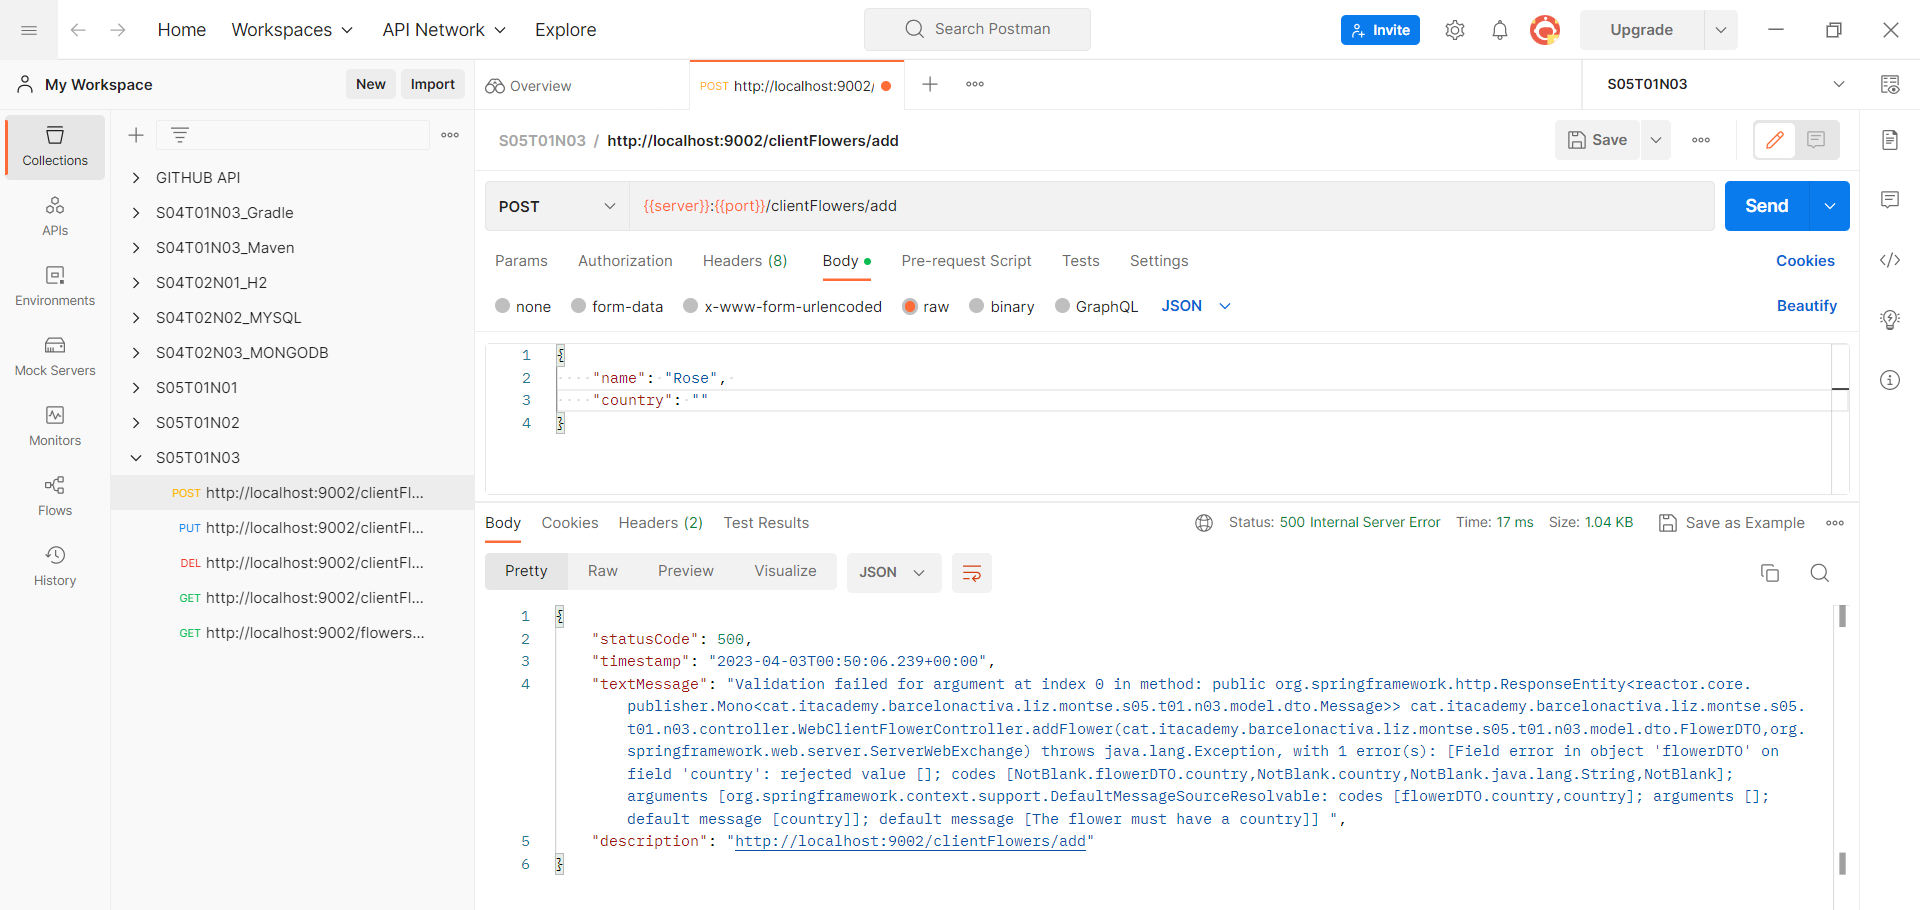 Home
Workspaces
API Network
Explore
Search Postman
Invite
Upgrade
My Workspace
New
Import
Overview
POST http://localhost:9002/
S05T01N03
Collections
APIs
Environments
Mock Servers
Monitors
Flows
History
GITHUB API
S04T01N03_Gradle
S04T01N03_Maven
S04T02N01_H2
S04T02N02_MYSQL
S04T02N03_MONGODB
S05T01N01
S05T01N02
S05T01N03
POST http://localhost:9002/clientFl...
PUT http://localhost:9002/clientFl...
DEL http://localhost:9002/clientFl...
GET http://localhost:9002/clientFl...
GET http://localhost:9002/flowers...
S05T01N03 / http://localhost:9002/clientFlowers/add
Save
POST
{{server}}:{{port}}/clientFlowers/add
Send
Params
Authorization
Headers (8)
Body
Pre-request Script
Tests
Settings
Cookies
none
form-data
x-www-form-urlencoded
raw
binary
GraphQL
JSON
Beautify
1 {
2 "name": "Rose",
3 "country": ""
4 }
Body
Cookies
Headers (2)
Test Results
Status: 500 Internal Server Error
Time: 17 ms
Size: 1.04 KB
Save as Example
Pretty
Raw
Preview
Visualize
JSON
1 {
2 "statusCode": 500,
3 "timestamp": "2023-04-03T00:50:06.239+00:00",
4 "textMessage": "Validation failed for argument at index 0 in method: public org.springframework.http.ResponseEntity<reactor.core.
publisher.Mono<cat.itacademy.barcelonactiva.liz.montse.s05.t01.n03.model.dto.Message>> cat.itacademy.barcelonactiva.liz.montse.s05.
t01.n03.controller.WebClientFlowerController.addFlower(cat.itacademy.barcelonactiva.liz.montse.s05.t01.n03.model.dto.FlowerDTO,org.
springframework.web.server.ServerWebExchange) throws java.lang.Exception, with 1 error(s): [Field error in object 'flowerDTO' on
field 'country': rejected value []; codes [NotBlank.flowerDTO.country,NotBlank.country,NotBlank.java.lang.String,NotBlank];
arguments [org.springframework.context.support.DefaultMessageSourceResolvable: codes [flowerDTO.country,country]; arguments [];
default message [country]]; default message [The flower must have a country]] ",
5 "description": "http://localhost:9002/clientFlowers/add"
6 }